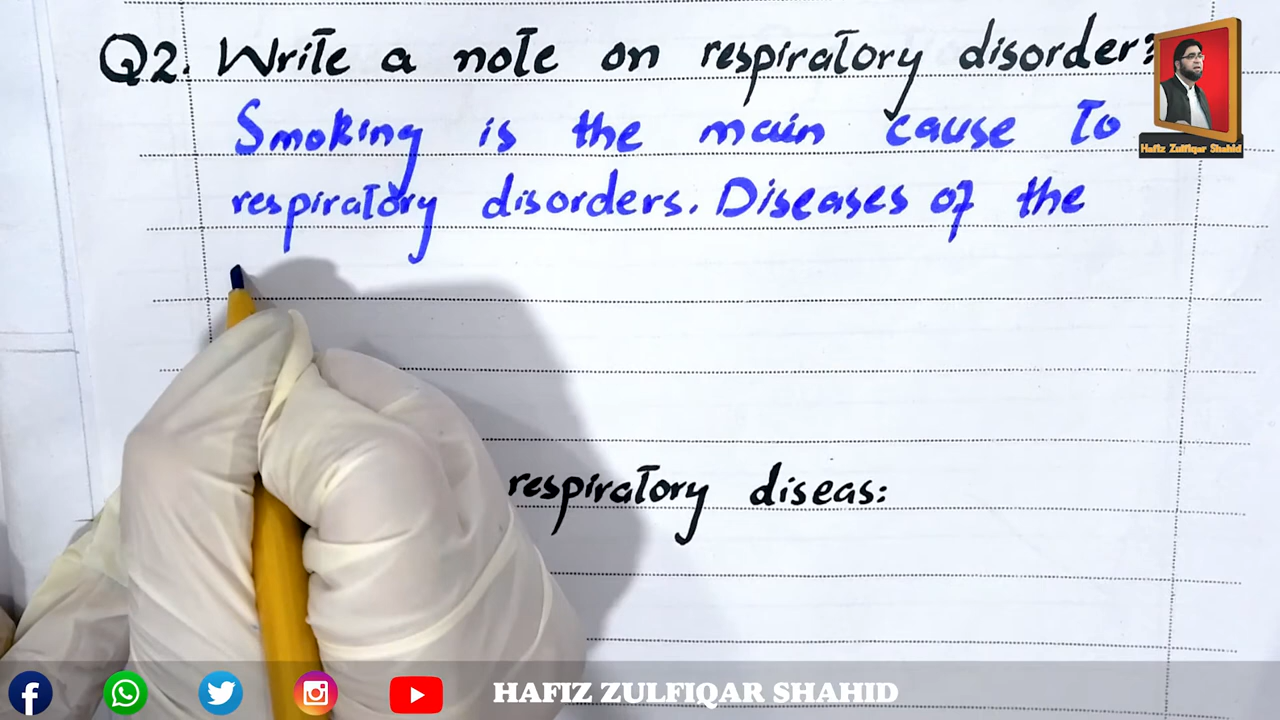 Q2. Write a note on respiratory disorder?
Smoking is the main cause to
respiratory disorders. Diseases of the
respiratory diseas:
Hafiz Zulfiqar Shahid
HAFIZ ZULFIQAR SHAHID